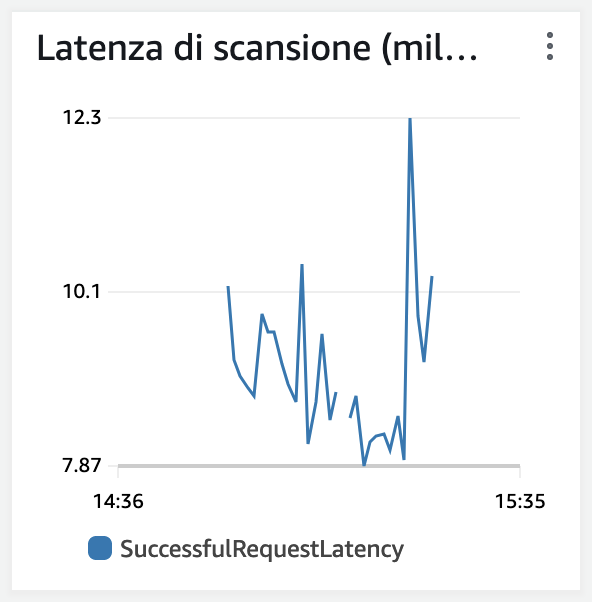 Latenza di scansione (mil...
12.3
10.1
7.87
14:36 15:35
SuccessfulRequestLatency